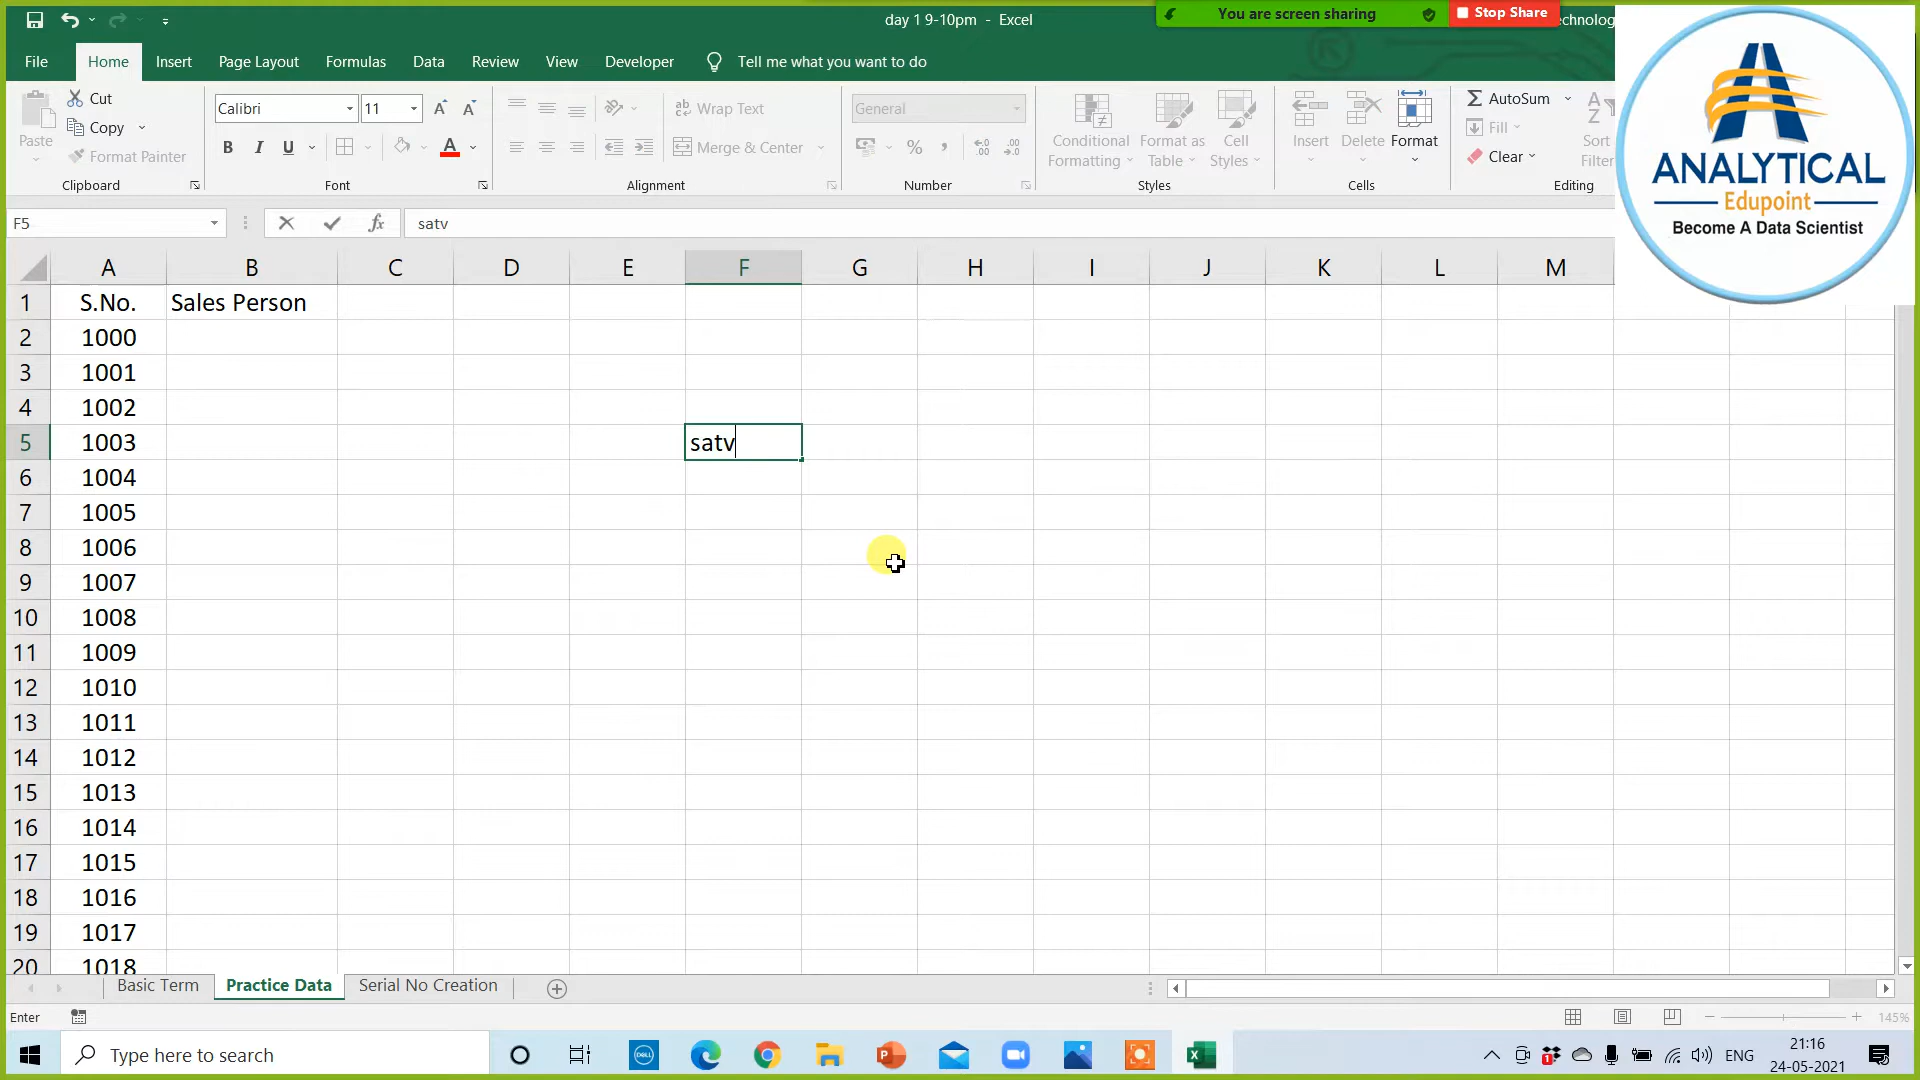 day 1 9-10pm - Excel
You are screen sharing
Stop Share
echnolog
File Home Insert Page Layout Formulas Data Review View Developer Tell me what you want to do
Cut
Copy
Format Painter
Paste
Clipboard
Calibri 11
B I U A
Font
ab Wrap Text
Merge & Center
Alignment
General
% ,
Number
Conditional Formatting
Format as Table
Cell Styles
Styles
Insert Delete Format
Cells
AutoSum
Fill
Clear
Sort
Filter
Editing
ANALYTICAL
Edupoint
Become A Data Scientist
F5 fx satv
A B C D E F G H I J K L M
1 S.No. Sales Person
2 1000
3 1001
4 1002
5 1003 satv
6 1004
7 1005
8 1006
9 1007
10 1008
11 1009
12 1010
13 1011
14 1012
15 1013
16 1014
17 1015
18 1016
19 1017
20 1018
Basic Term Practice Data Serial No Creation
Enter
145%
Type here to search
DELL
ENG
21:16
24-05-2021